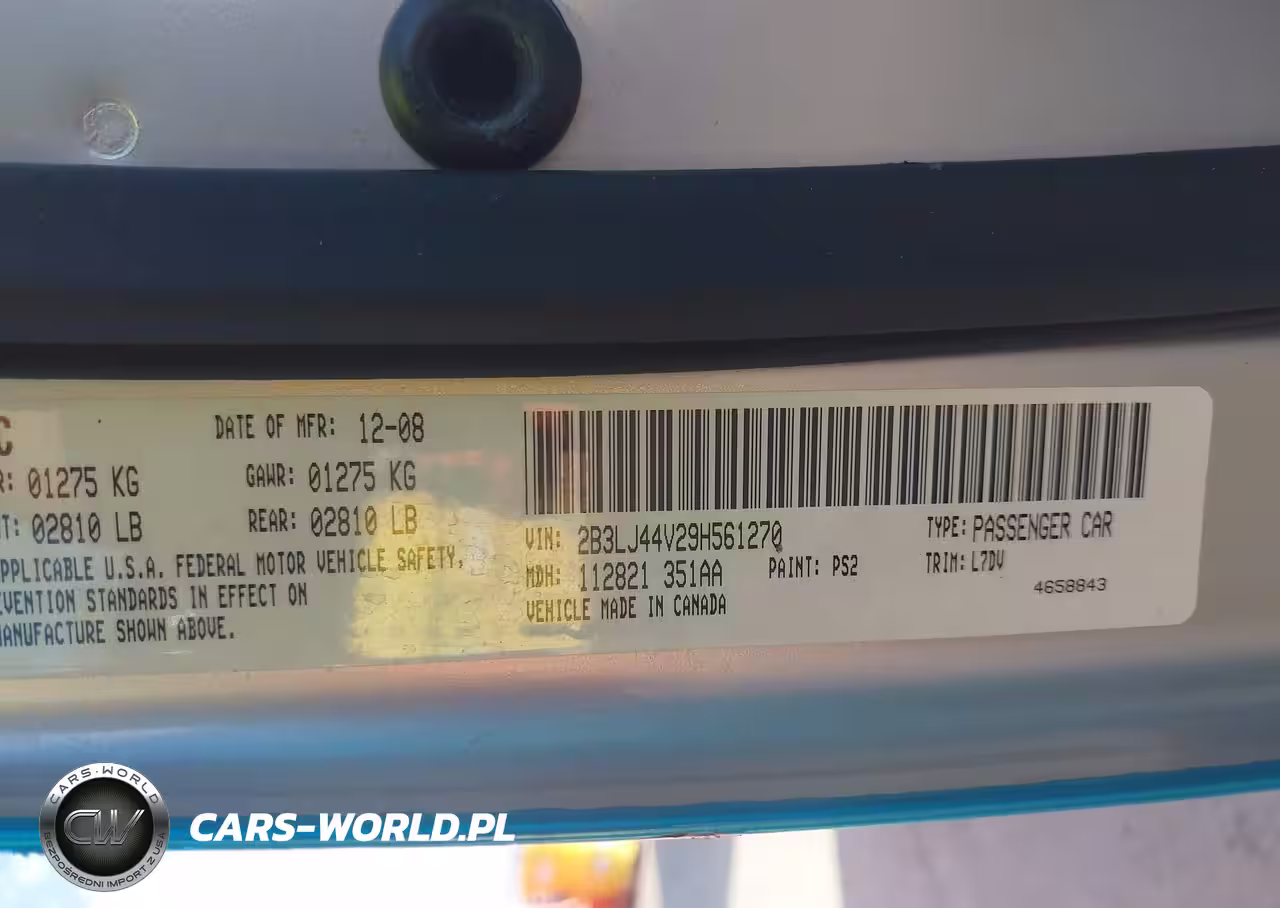 C
DATE OF MFR: 12-08
R: 01275 KG GAWR: 01275 KG
T: 02810 LB REAR: 02810 LB
PPLICABLE U.S.A. FEDERAL MOTOR VEHICLE SAFETY,
EVENTION STANDARDS IN EFFECT ON
MANUFACTURE SHOWN ABOVE.
VIN: 2B3LJ44V29H561270 TYPE: PASSENGER CAR
MDH: 112821 351AA PAINT: PS2 TRIM: L7DV
VEHICLE MADE IN CANADA 4658843
CARS-WORLD
CW
BEZPOŚREDNI IMPORT Z USA
CARS-WORLD.PL